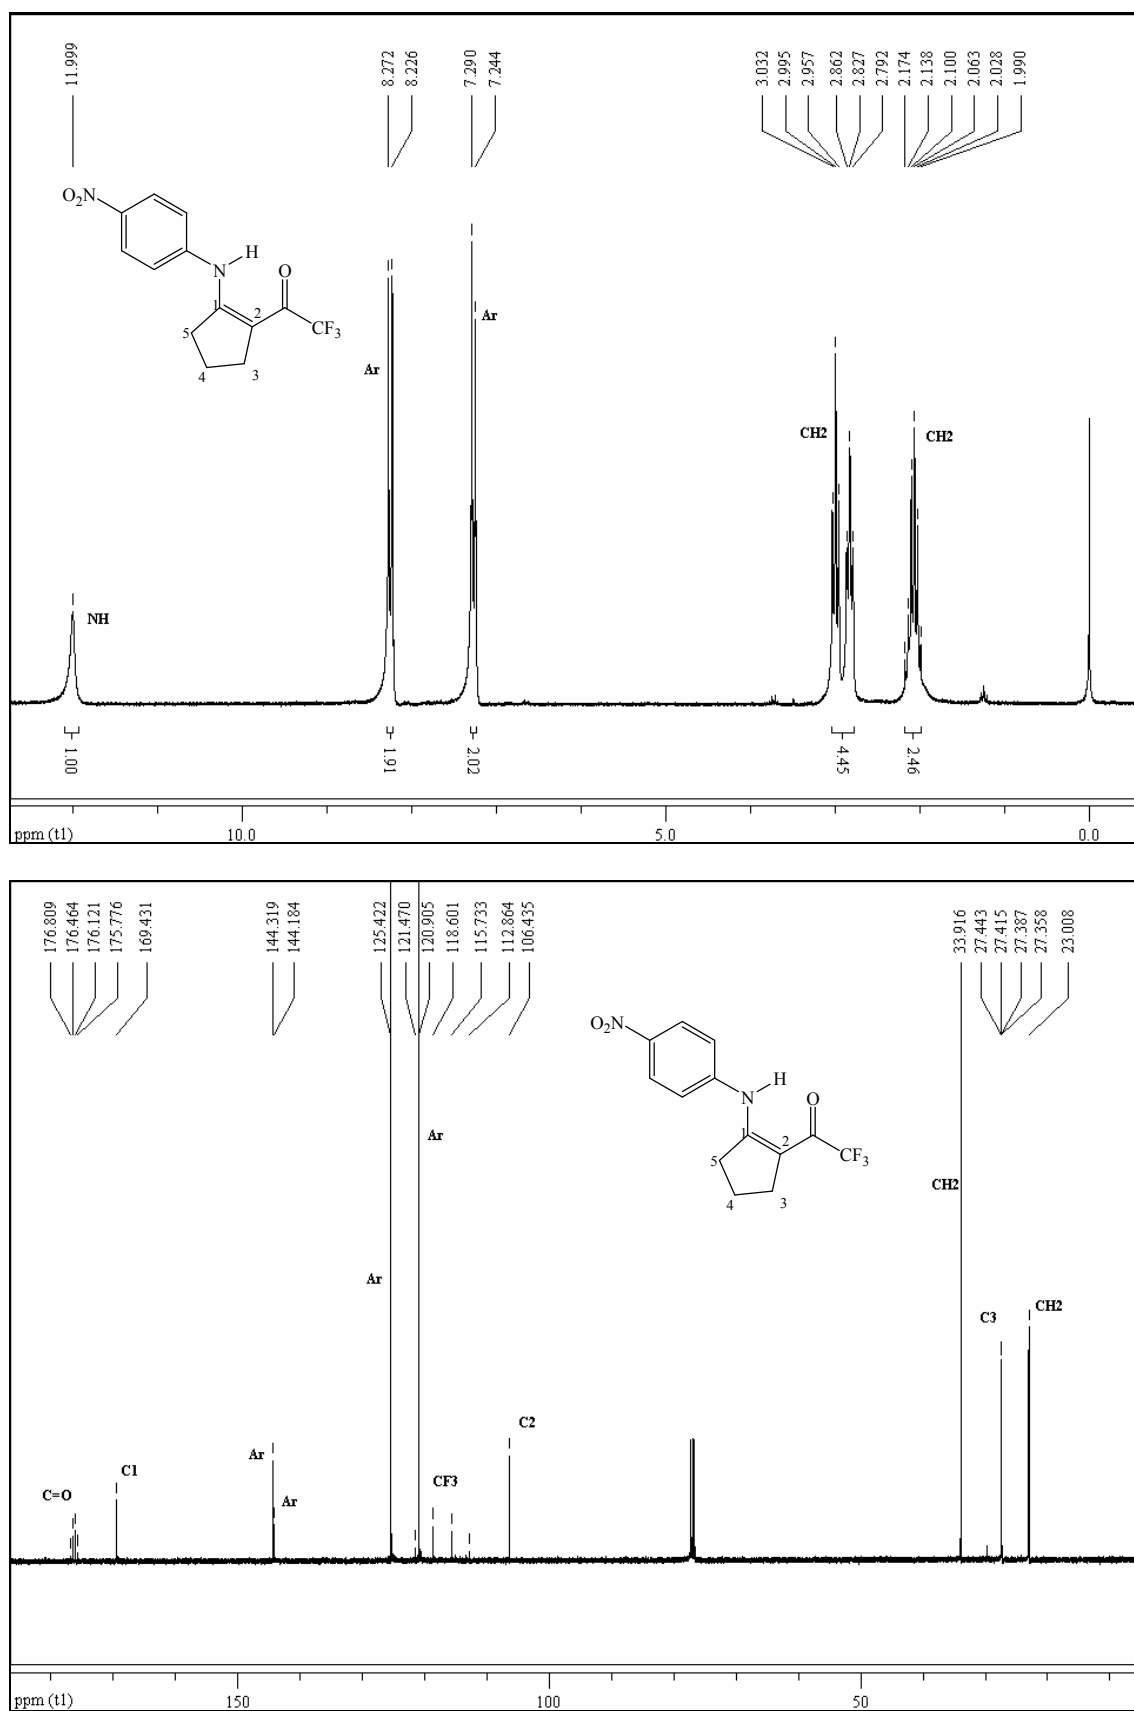 11.999
8.272
8.226
7.290
7.244
3.032
2.995
2.957
2.862
2.827
2.792
2.174
2.138
2.100
2.063
2.028
1.990
O2N
N
H
O
1
2
CF3
5
4
3
Ar
Ar
CH2
CH2
NH
1.00
1.91
2.02
4.45
2.46
ppm (t1)
10.0
5.0
0.0
176.809
176.464
176.121
175.776
169.431
144.319
144.184
125.422
121.470
120.905
118.601
115.733
112.864
106.435
33.916
27.443
27.415
27.387
27.358
23.008
O2N
N
H
O
1
2
CF3
5
4
3
Ar
CH2
Ar
C3
CH2
C2
Ar
C1
CF3
C=O
Ar
ppm (t1)
150
100
50